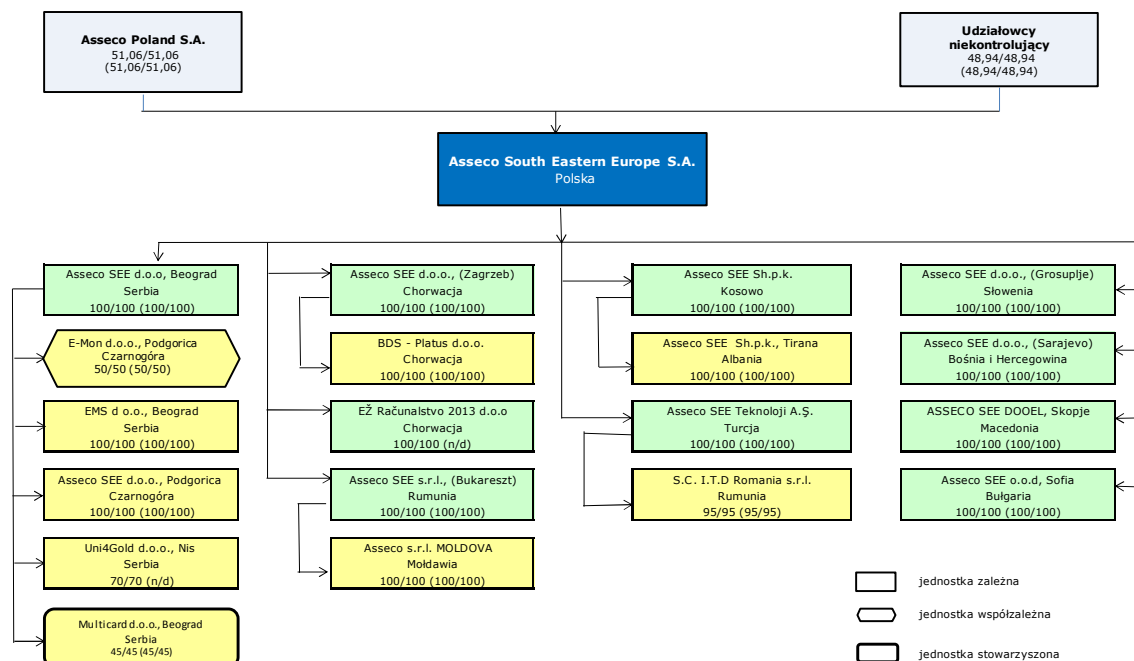 Asseco Poland S.A.
51,06/51,06
(51,06/51,06)
Udziałowcy
niekontrolujący
48,94/48,94
(48,94/48,94)
Asseco South Eastern Europe S.A.
Polska
Asseco SEE d.o.o, Beograd
Serbia
100/100 (100/100)
E-Mon d.o.o., Podgorica
Czarnogóra
50/50 (50/50)
EMS d o.o., Beograd
Serbia
100/100 (100/100)
Asseco SEE d.o.o., Podgorica
Czarnogóra
100/100 (100/100)
Uni4Gold d.o.o., Nis
Serbia
70/70 (n/d)
Multicard d.o.o., Beograd
Serbia
45/45 (45/45)
Asseco SEE d.o.o., (Zagrzeb)
Chorwacja
100/100 (100/100)
BDS - Platus d.o.o.
Chorwacja
100/100 (100/100)
EŽ Računalstvo 2013 d.o.o
Chorwacja
100/100 (n/d)
Asseco SEE s.r.l., (Bukareszt)
Rumunia
100/100 (100/100)
Asseco s.r.l. MOLDOVA
Mołdawia
100/100 (100/100)
Asseco SEE Sh.p.k.
Kosowo
100/100 (100/100)
Asseco SEE Sh.p.k., Tirana
Albania
100/100 (100/100)
Asseco SEE Teknoloji A.Ş.
Turcja
100/100 (100/100)
S.C. I.T.D Romania s.r.l.
Rumunia
95/95 (95/95)
Asseco SEE d.o.o., (Grosuplje)
Słowenia
100/100 (100/100)
Asseco SEE d.o.o., (Sarajevo)
Bośnia i Hercegowina
100/100 (100/100)
ASSECO SEE DOOEL, Skopje
Macedonia
100/100 (100/100)
Asseco SEE o.o.d, Sofia
Bułgaria
100/100 (100/100)
jednostka zależna
jednostka współzależna
jednostka stowarzyszona